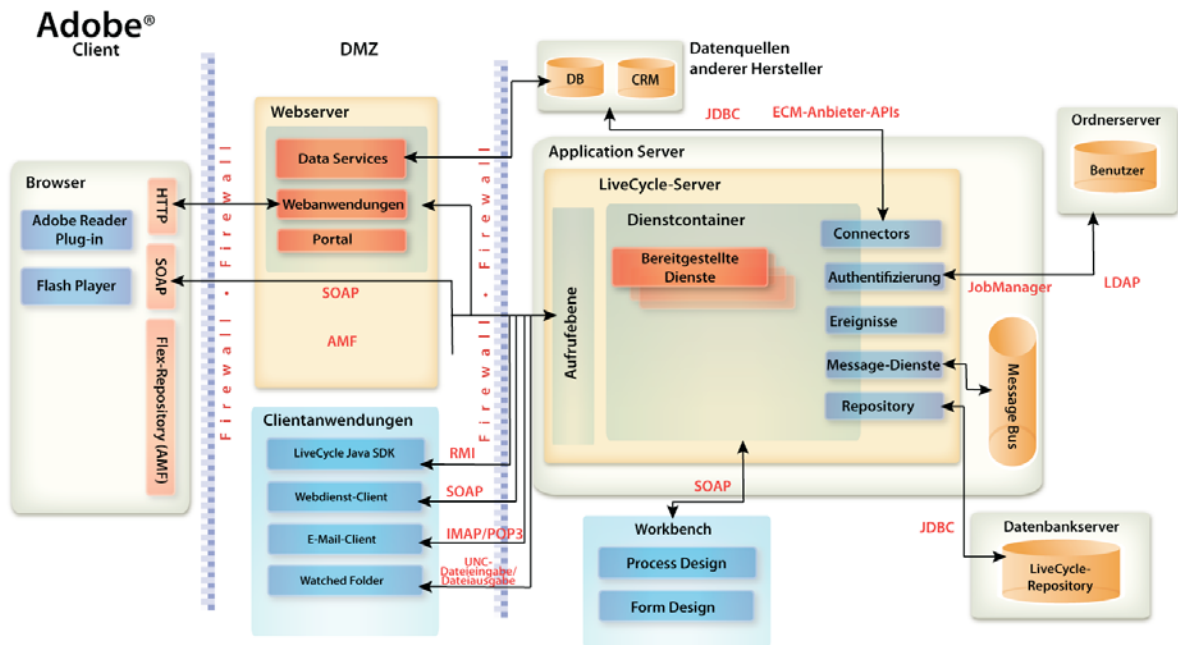 Adobe®
Client
DMZ
Datenquellen
anderer Hersteller
DB
CRM
JDBC
ECM-Anbieter-APIs
Ordnerserver
Benutzer
Browser
Adobe Reader
Plug-in
Flash Player
HTTP
SOAP
Flex-Repository (AMF)
Firewall • Firewall
Webserver
Data Services
Webanwendungen
Portal
SOAP
AMF
Firewall • Firewall
Clientanwendungen
LiveCycle Java SDK
Webdienst-Client
E-Mail-Client
Watched Folder
RMI
SOAP
IMAP/POP3
UNC-
Dateieingabe/
Dateiausgabe
Application Server
LiveCycle-Server
Aufrufebene
Dienstcontainer
Bereitgestellte
Dienste
Connectors
Authentifizierung
Ereignisse
Message-Dienste
Repository
JobManager
LDAP
Message Bus
SOAP
Workbench
Process Design
Form Design
JDBC
Datenbankserver
LiveCycle-
Repository